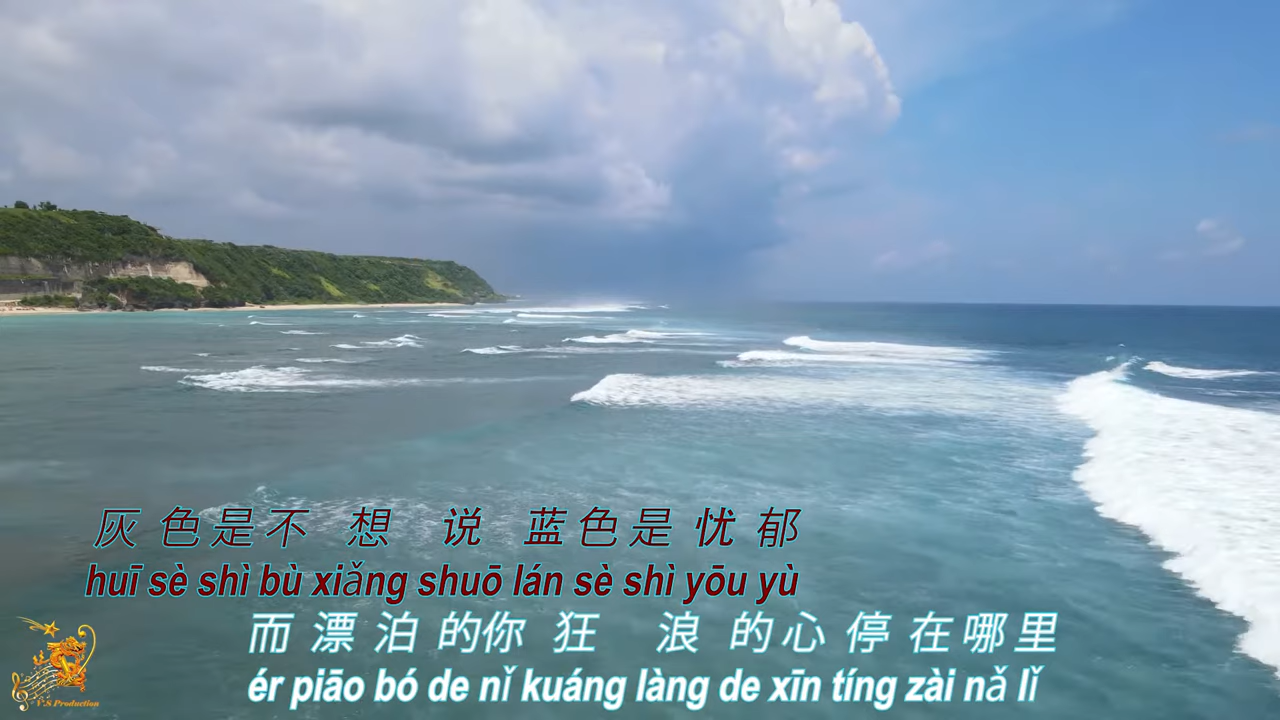 灰色是不想说蓝色是忧郁
huī sè shì bù xiǎng shuō lán sè shì yōu yù
而漂泊的你狂浪的心停在哪里
ér piāo bó de nǐ kuáng làng de xīn tíng zài nǎ lǐ
V.S Production